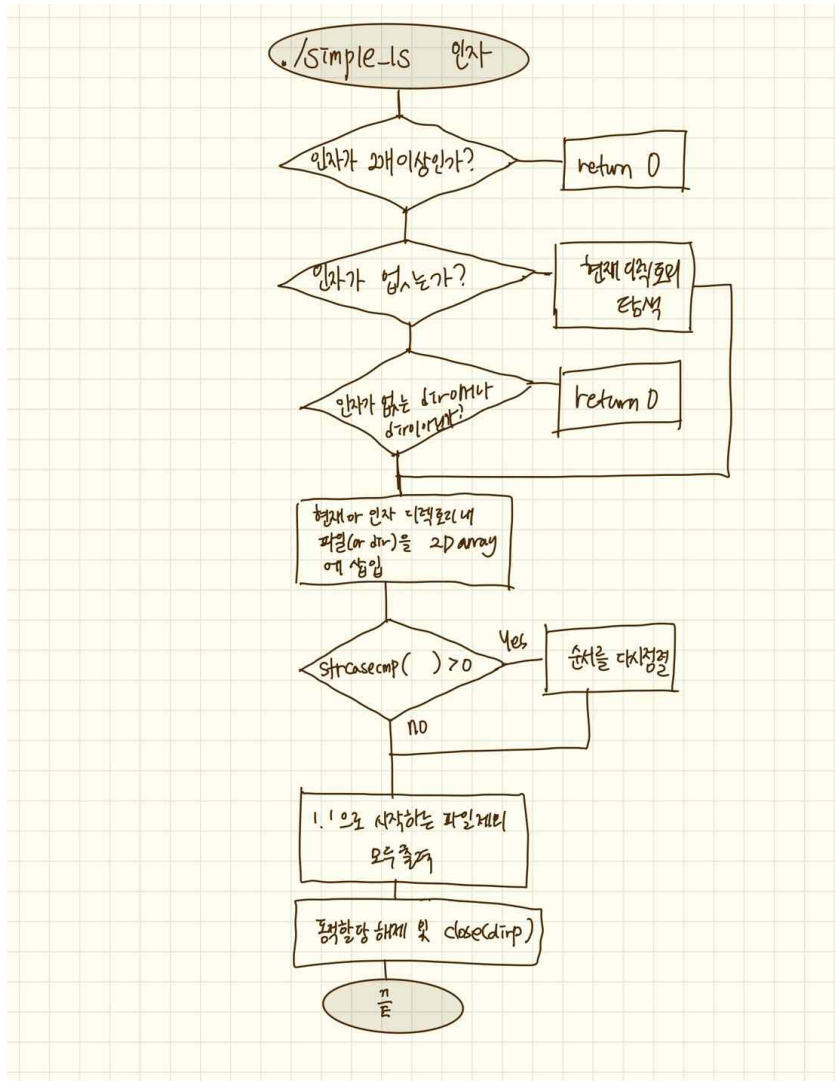 ./simple_ls 인자
인자가 2개이상인가?
return 0
인자가 없는가?
현재 디렉토리
탐색
인자가 없는 dir이거나
dir이 아닌가?
return 0
현재 or 인자 디렉토리 내
파일(or dir)을 2D array
에 삽입
strcasecmp( ) >0
Yes
순서를 다시정렬
no
'.'으로 시작하는 파일제외
모두 출력
동적할당 해제 및 close(dirp)
끝